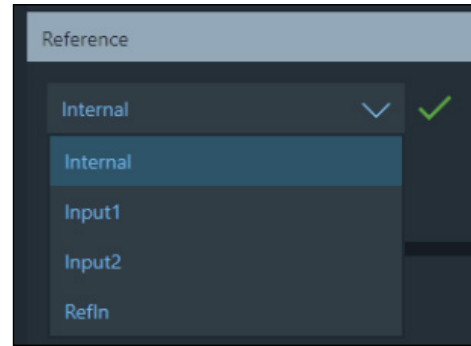 Reference
Internal
Internal
Input1
Input2
RefIn